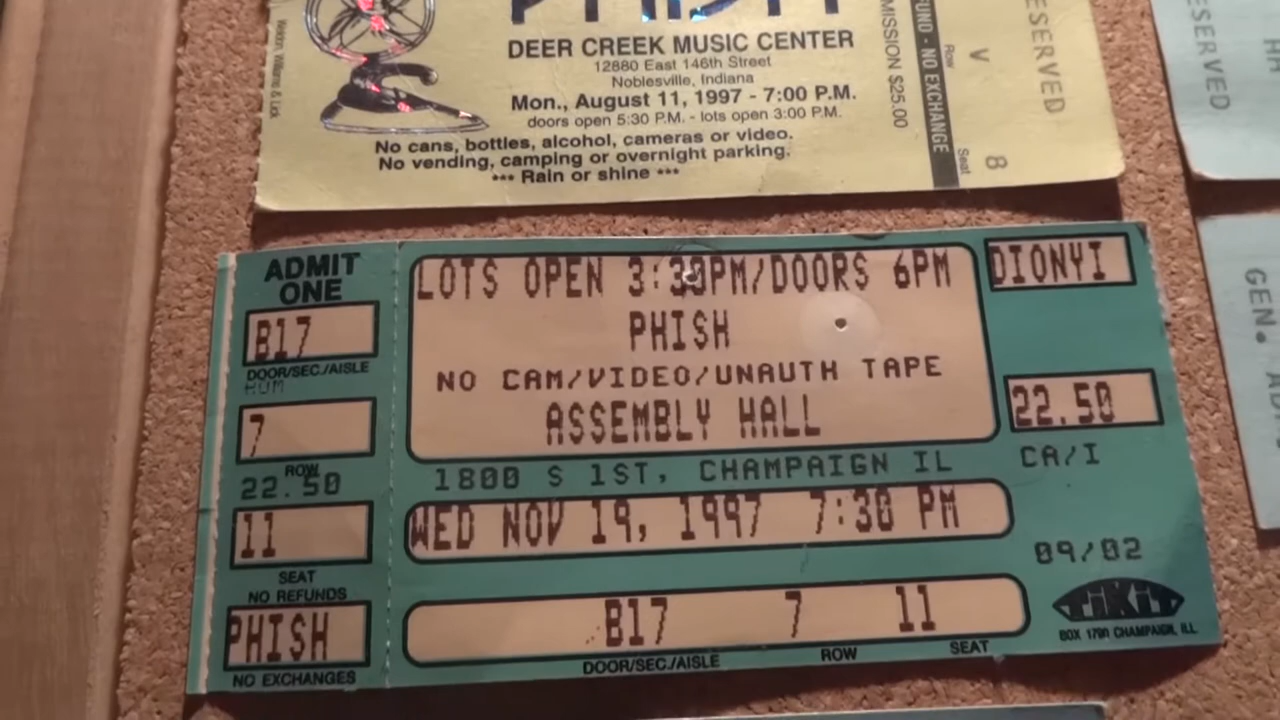 PHISH
DEER CREEK MUSIC CENTER
12880 East 146th Street
Noblesville, Indiana
Mon., August 11, 1997 - 7:00 P.M.
doors open 5:30 P.M. - lots open 3:00 P.M.
No cans, bottles, alcohol, cameras or video.
No vending, camping or overnight parking.
*** Rain or shine ***
MISSION $25.00
FUND - NO EXCHANGE
Row V
Seat 8
ESERVED
ESERVED
GEN. AD
ADMIT
ONE
B17
DOOR/SEC./AISLE
7
ROW
22.50
11
SEAT
NO REFUNDS
PHISH
NO EXCHANGES
LOTS OPEN 3:30PM/DOORS 6PM
PHISH
NO CAM/VIDEO/UNAUTH TAPE
ASSEMBLY HALL
1800 S 1ST, CHAMPAIGN IL
WED NOV 19, 1997 7:30 PM
B17 7 11
DOOR/SEC./AISLE ROW SEAT
DIONYI
22.50
CA/I
09/02
TIKIT
BOX 1790 CHAMPAIGN, ILL